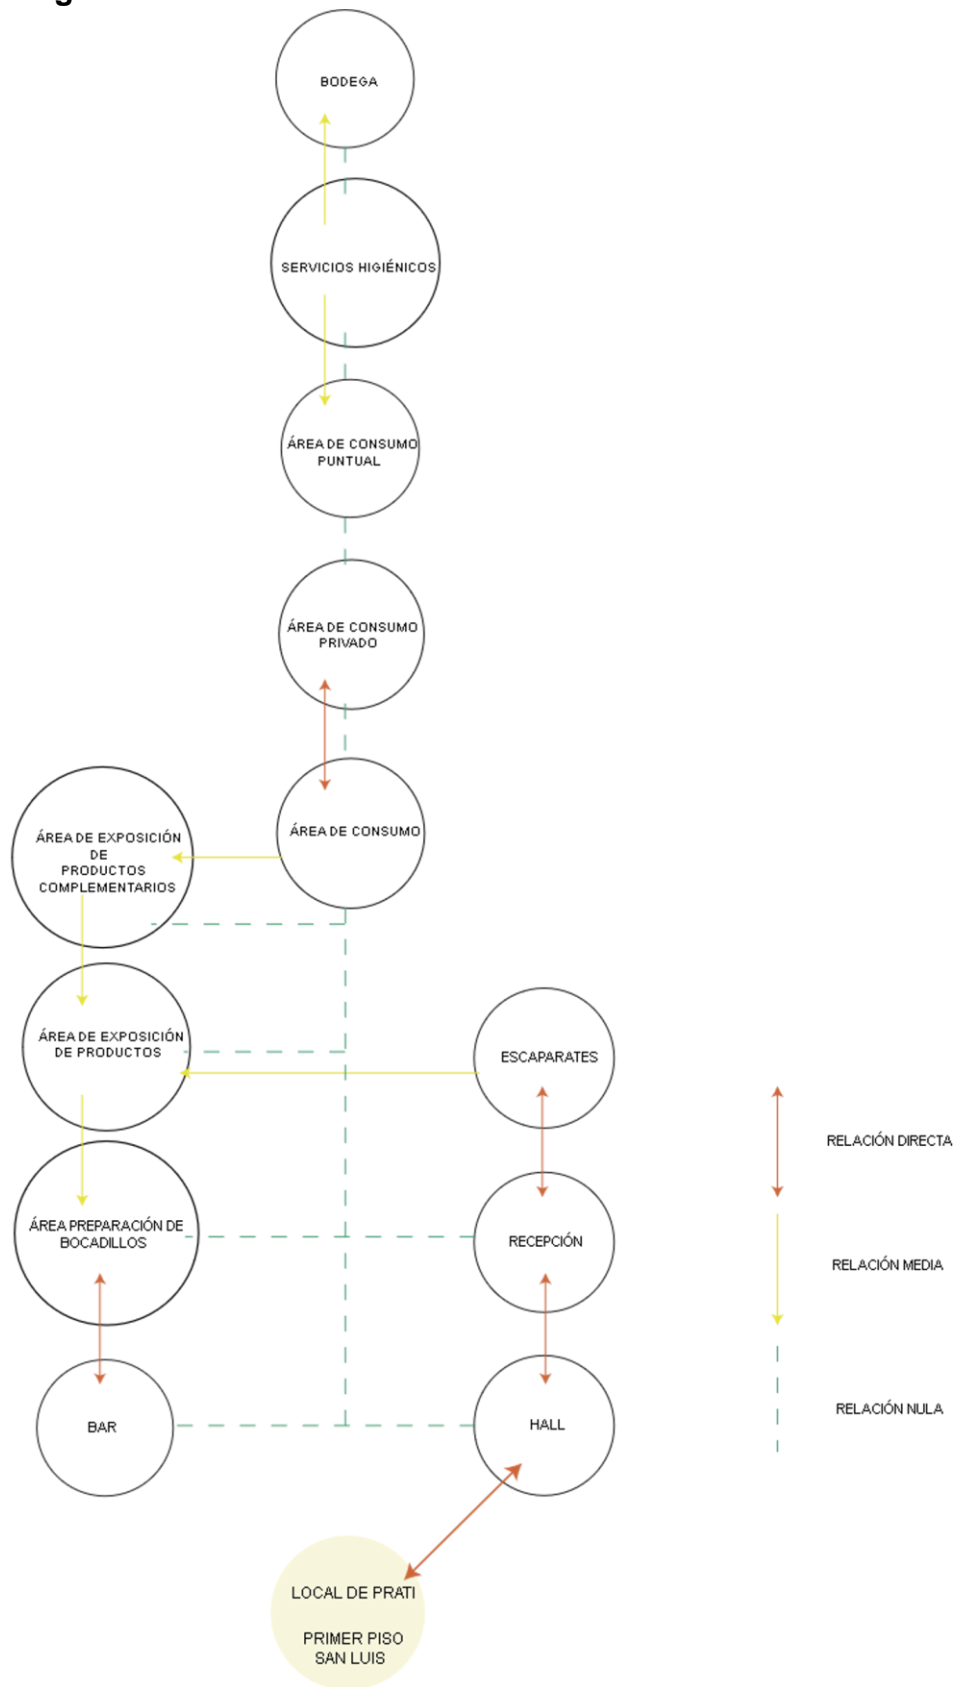 BODEGA
SERVICIOS HIGIÉNICOS
ÁREA DE CONSUMO
PUNTUAL
ÁREA DE CONSUMO
PRIVADO
ÁREA DE CONSUMO
ÁREA DE EXPOSICIÓN
DE
PRODUCTOS
COMPLEMENTARIOS
ÁREA DE EXPOSICIÓN
DE PRODUCTOS
ESCAPARATES
ÁREA PREPARACIÓN DE
BOCADILLOS
RECEPCIÓN
BAR
HALL
LOCAL DE PRATI
PRIMER PISO
SAN LUIS
RELACIÓN DIRECTA
RELACIÓN MEDIA
RELACIÓN NULA